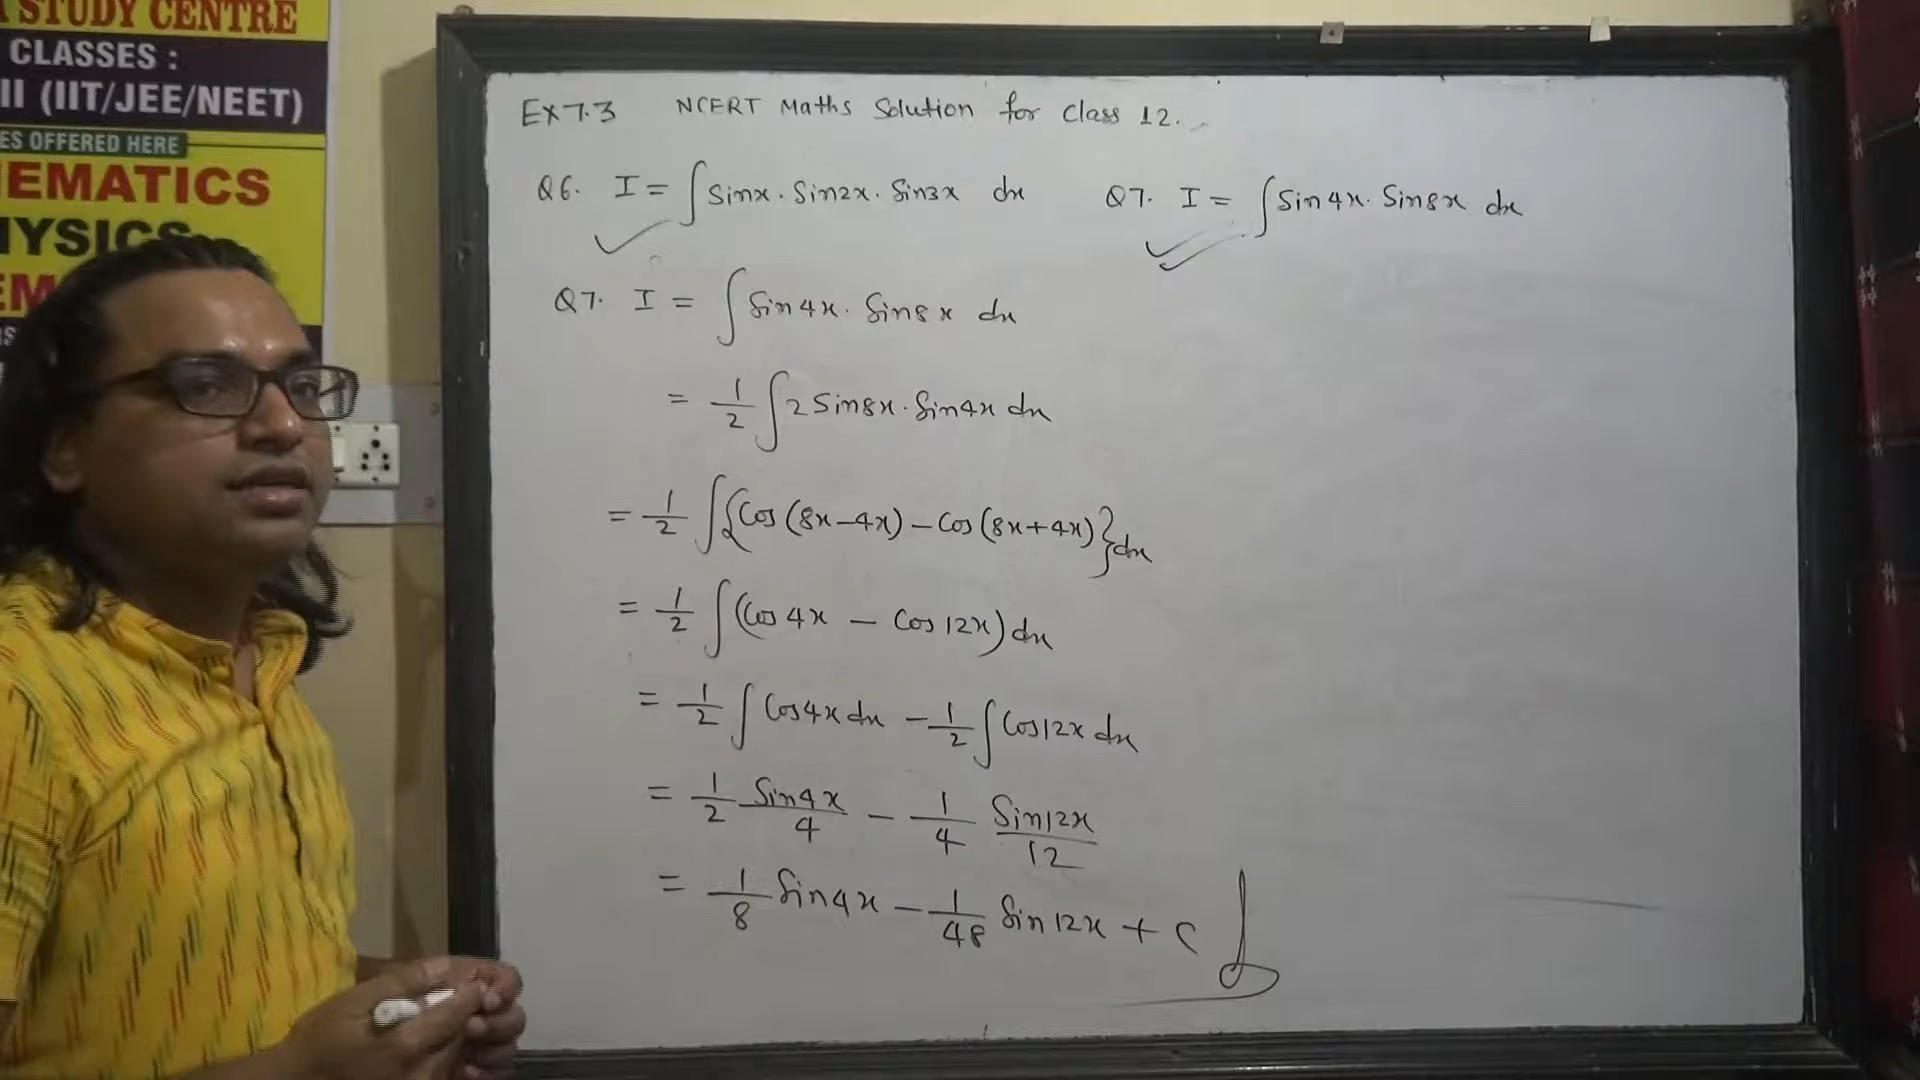 STUDY CENTRE
CLASSES :
II (IIT/JEE/NEET)
ES OFFERED HERE
EMATICS
YSICS
EM
Ex 7.3 NCERT Maths Solution for Class 12.
Q6. I = ∫ Sinx . Sin2x . Sin3x dx
Q7. I = ∫ Sin4x . Sin8x dx
Q7. I = ∫ Sin4x . Sin8x dx
= 1/2 ∫ 2 Sin8x . Sin4x dx
= 1/2 ∫ {Cos (8x-4x) - Cos (8x+4x)} dx
= 1/2 ∫ (Cos 4x - Cos 12x) dx
= 1/2 ∫ Cos4x dx - 1/2 ∫ Cos12x dx
= 1/2 Sin4x/4 - 1/4 Sin12x/12
= 1/8 Sin4x - 1/48 Sin12x + c